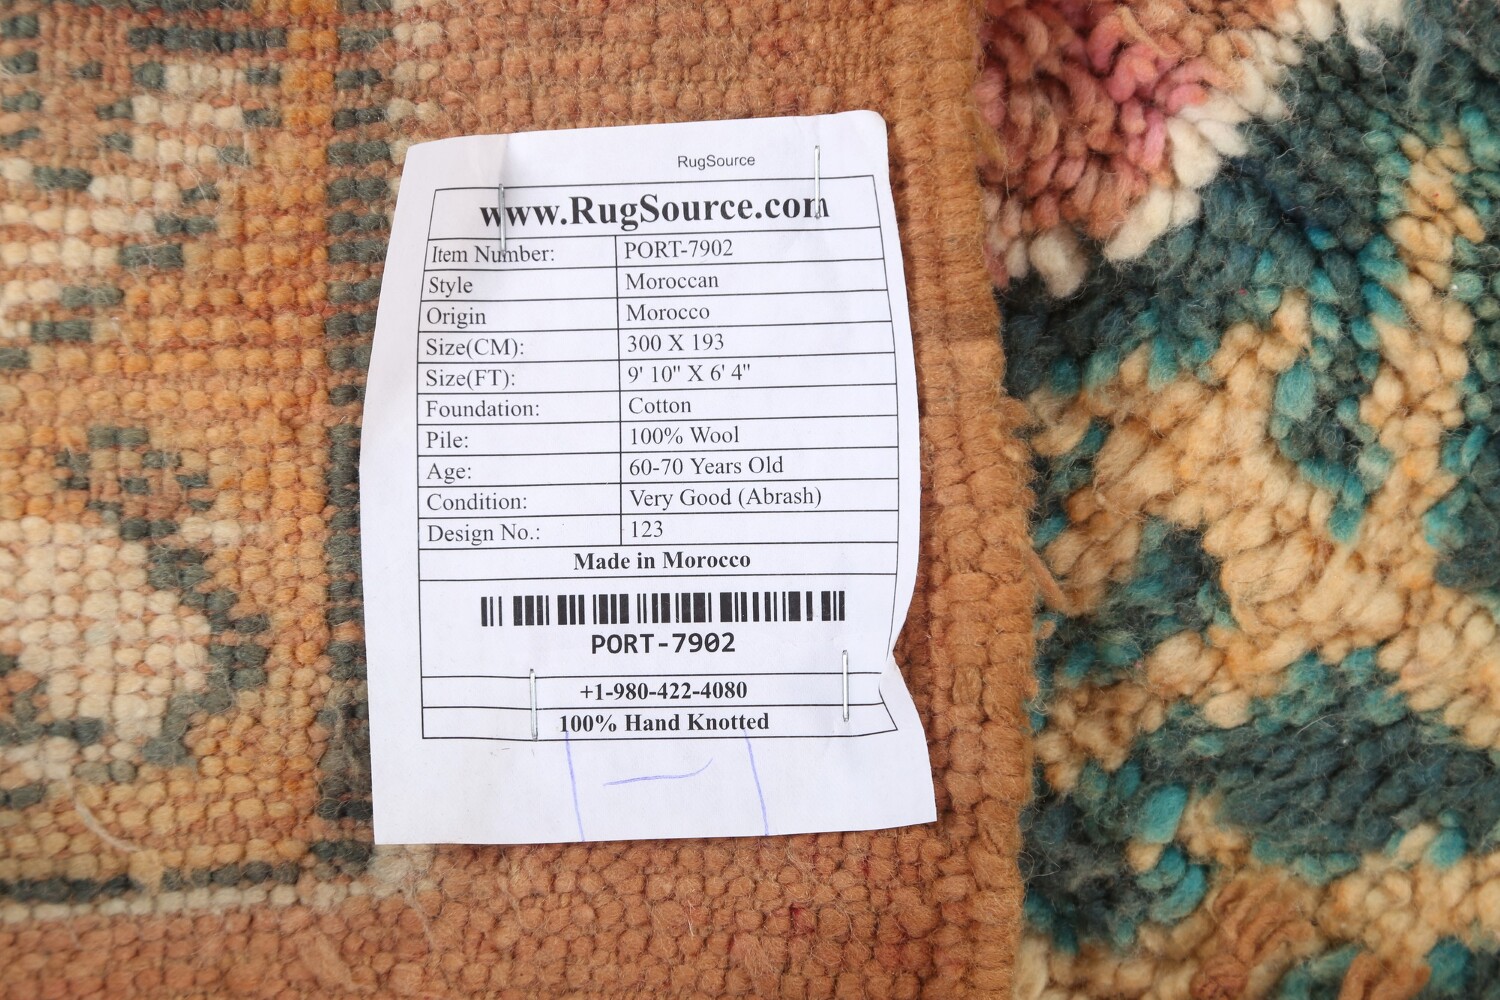 RugSource
www.RugSource.com
Item Number: PORT-7902
Style Moroccan
Origin Morocco
Size(CM): 300 X 193
Size(FT): 9' 10" X 6' 4"
Foundation: Cotton
Pile: 100% Wool
Age: 60-70 Years Old
Condition: Very Good (Abrash)
Design No.: 123
Made in Morocco
PORT-7902
+1-980-422-4080
100% Hand Knotted